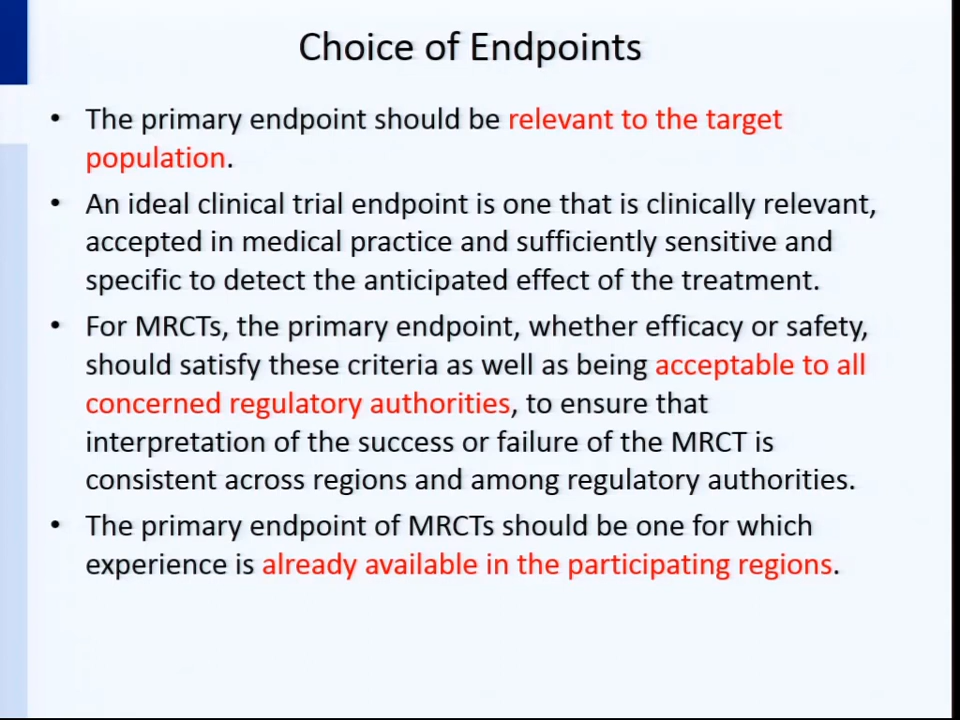 Choice of Endpoints
• The primary endpoint should be relevant to the target
population.
• An ideal clinical trial endpoint is one that is clinically relevant,
accepted in medical practice and sufficiently sensitive and
specific to detect the anticipated effect of the treatment.
• For MRCTs, the primary endpoint, whether efficacy or safety,
should satisfy these criteria as well as being acceptable to all
concerned regulatory authorities, to ensure that
interpretation of the success or failure of the MRCT is
consistent across regions and among regulatory authorities.
• The primary endpoint of MRCTs should be one for which
experience is already available in the participating regions.